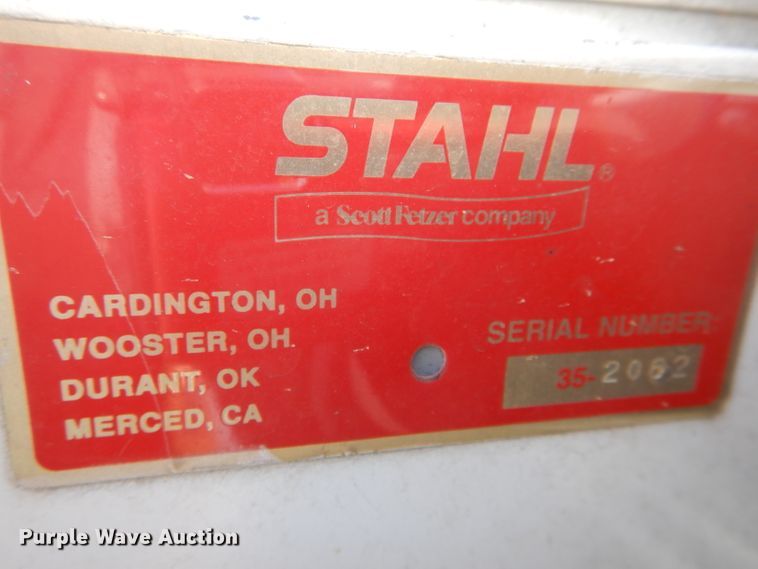 STAHL®
a Scott Fetzer company
CARDINGTON, OH
WOOSTER, OH.
DURANT, OK
MERCED, CA
SERIAL NUMBER:
35-2062
Purple Wave Auction